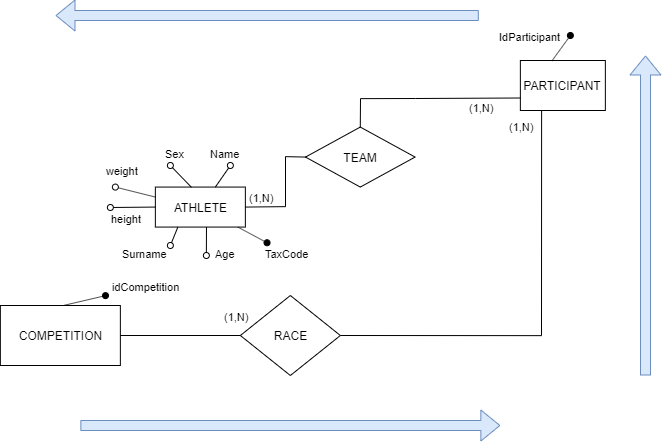 IdParticipant
PARTICIPANT
(1,N)
(1,N)
TEAM
Sex
Name
weight
(1,N)
ATHLETE
height
Surname
Age
TaxCode
idCompetition
(1,N)
COMPETITION
RACE